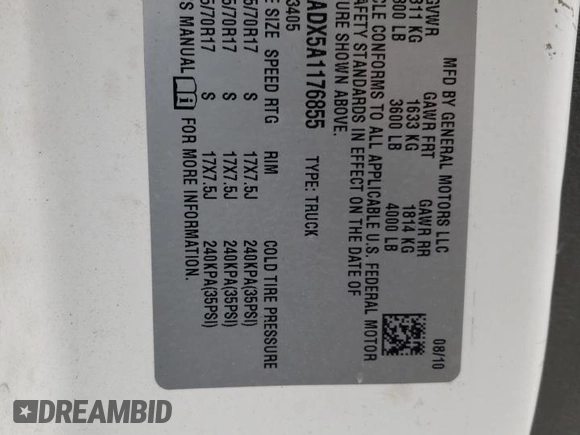 MFD BY GENERAL MOTORS LLC
08/10
GVWR
GAWR FRT
GAWR RR
811 KG
1633 KG
1814 KG
800 LB
3600 LB
4000 LB
CLE CONFORMS TO ALL APPLICABLE U.S. FEDERAL MOTOR
AFETY STANDARDS IN EFFECT ON THE DATE OF
URE SHOWN ABOVE.
ADX5A1176855
TYPE: TRUCK
3405
E SIZE
SPEED RTG
RIM
COLD TIRE PRESSURE
5/70R17
S
17X7.5J
240KPA(35PSI)
5/70R17
S
17X7.5J
240KPA(35PSI)
5/70R17
S
17X7.5J
240KPA(35PSI)
'S MANUAL
FOR MORE INFORMATION.
DREAMBID